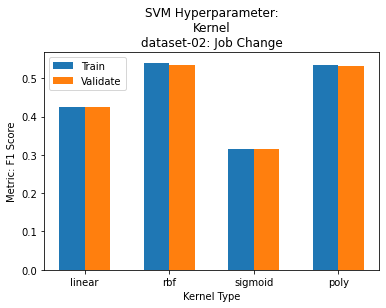 SVM Hyperparameter:
Kernel
dataset-02: Job Change
Train
Validate
Metric: F1 Score
0.5
0.4
0.3
0.2
0.1
0.0
linear
rbf
sigmoid
poly
Kernel Type